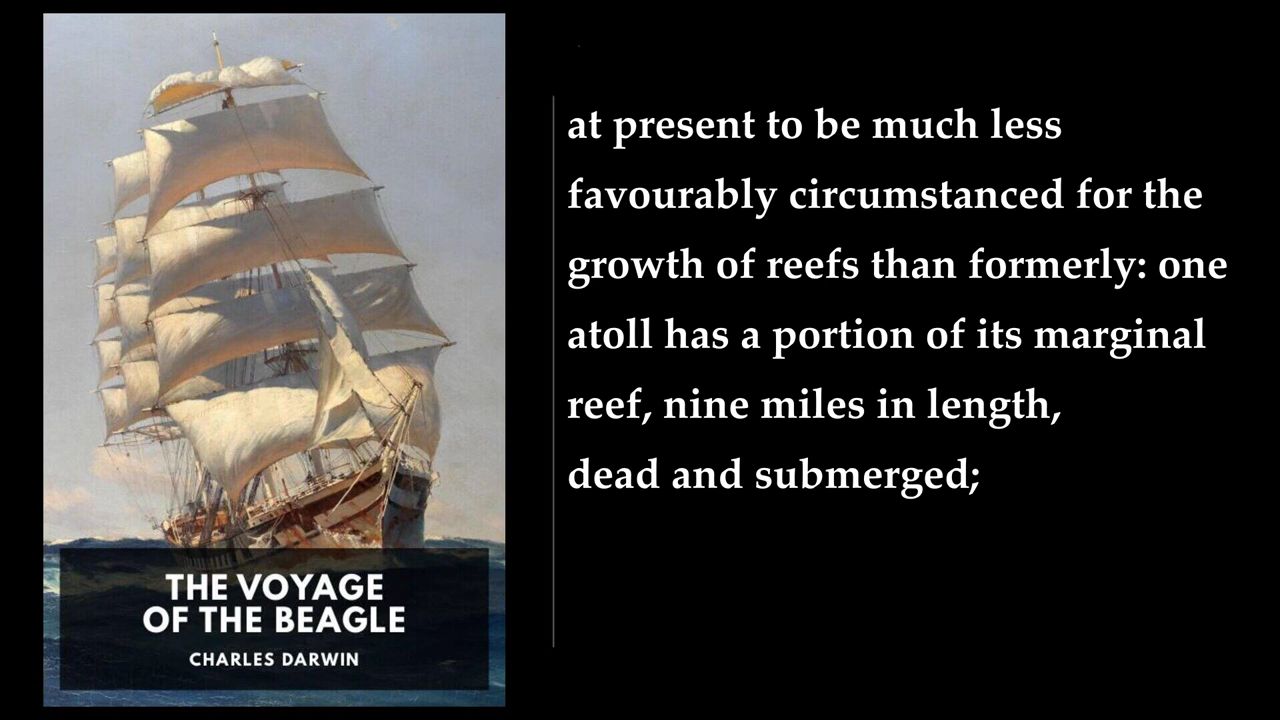 THE VOYAGE
OF THE BEAGLE
CHARLES DARWIN
at present to be much less
favourably circumstanced for the
growth of reefs than formerly: one
atoll has a portion of its marginal
reef, nine miles in length,
dead and submerged;